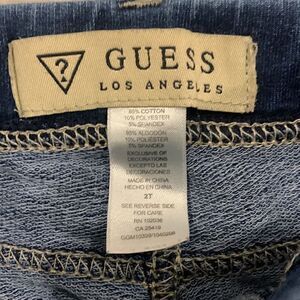 ?
GUESS
LOS ANGELES
85% COTTON
10% POLYESTER
5% SPANDEX
85% ALGODON
10% POLIESTER
5% SPANDEX
EXCLUSIVE OF
DECORATIONS
EXCEPTO LAS
DECORACIONES
MADE IN CHINA
HECHO EN CHINA
2T
SEE REVERSE SIDE
FOR CARE
RN 102036
CA 25419